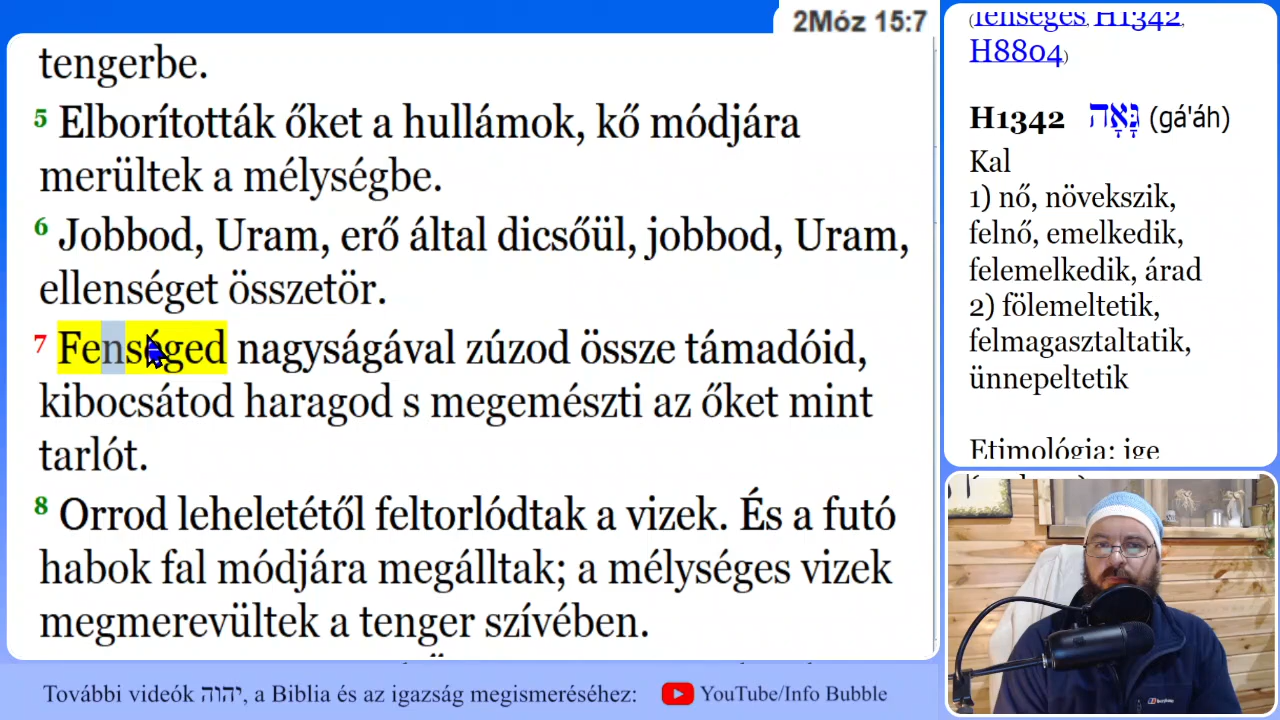 2Móz 15:7
tengerbe.
5 Elborították őket a hullámok, kő módjára
merültek a mélységbe.
6 Jobbod, Uram, erő által dicsőül, jobbod, Uram,
ellenséget összetör.
7 Fenséged nagyságával zúzod össze támadóid,
kibocsátod haragod s megemészti az őket mint
tarlót.
8 Orrod leheletétől feltorlódtak a vizek. És a futó
habok fal módjára megálltak; a mélységes vizek
megmerevültek a tenger szívében.
(fenséges, H1342,
H8804)
H1342 גָּאָה (gá'áh)
Kal
1) nő, növekszik,
felnő, emelkedik,
felemelkedik, árad
2) fölemeltetik,
felmagasztaltatik,
ünnepeltetik
Etimológia: ige
További videók יהוה, a Biblia és az igazság megismeréséhez: YouTube/Info Bubble